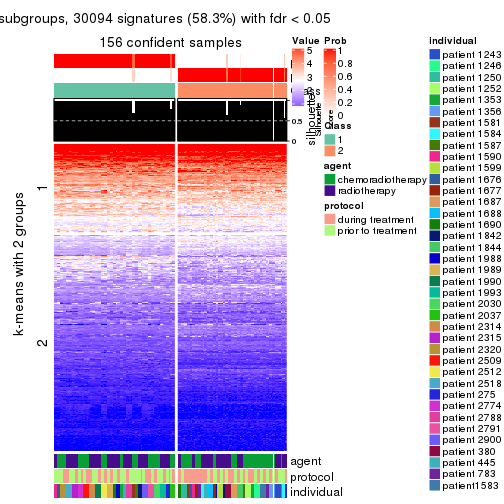 subgroups, 30094 signatures (58.3%) with fdr < 0.05
156 confident samples
k-means with 2 groups
1
2
0.5
0
silhouette
score
Value
5
4
3
2
Prob
1
0.8
0.6
0.4
0.2
0
Class
1
2
agent
chemoradiotherapy
radiotherapy
protocol
during treatment
prior to treatment
agent
protocol
individual
individual
patient 1243
patient 1246
patient 1250
patient 1252
patient 1353
patient 1356
patient 1581
patient 1584
patient 1587
patient 1590
patient 1599
patient 1676
patient 1677
patient 1687
patient 1688
patient 1690
patient 1842
patient 1844
patient 1988
patient 1989
patient 1990
patient 1993
patient 2030
patient 2037
patient 2314
patient 2315
patient 2320
patient 2509
patient 2512
patient 2518
patient 275
patient 2774
patient 2788
patient 2791
patient 2900
patient 380
patient 445
patient 783
patient1583